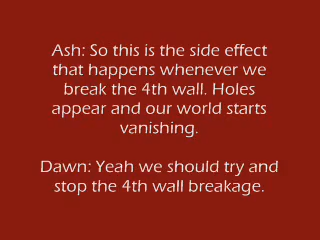 Ash: So this is the side effect
that happens whenever we
break the 4th wall. Holes
appear and our world starts
vanishing.
Dawn: Yeah we should try and
stop the 4th wall breakage.